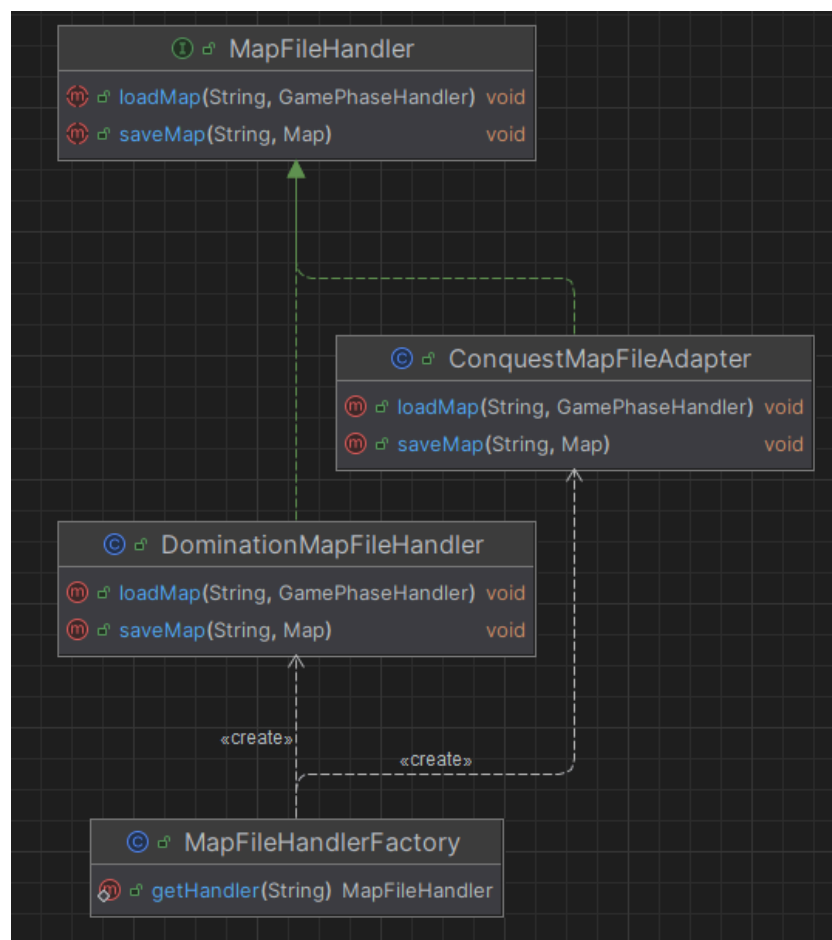 MapFileHandler
loadMap(String, GamePhaseHandler) void
saveMap(String, Map) void
ConquestMapFileAdapter
loadMap(String, GamePhaseHandler) void
saveMap(String, Map) void
DominationMapFileHandler
loadMap(String, GamePhaseHandler) void
saveMap(String, Map) void
«create»
«create»
MapFileHandlerFactory
getHandler(String) MapFileHandler